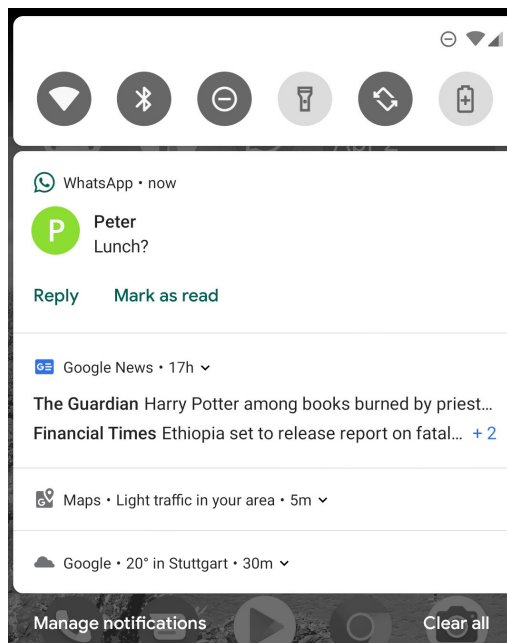 WhatsApp • now
P
Peter
Lunch?
Reply Mark as read
Google News • 17h
The Guardian Harry Potter among books burned by priest...
Financial Times Ethiopia set to release report on fatal... + 2
Maps • Light traffic in your area • 5m
Google • 20° in Stuttgart • 30m
Manage notifications Clear all